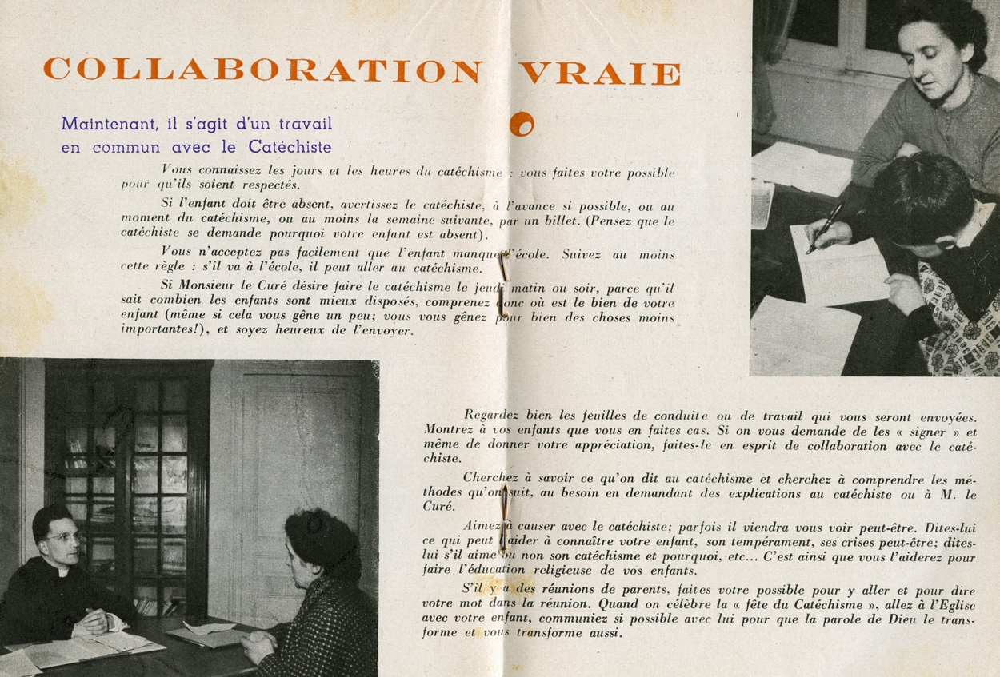 COLLABORATION VRAIE
Maintenant, il s'agit d'un travail
en commun avec le Catéchiste
Vous connaissez les jours et les heures du catéchisme : vous faites votre possible
pour qu'ils soient respectés.
Si l'enfant doit être absent, avertissez le catéchiste, à l'avance si possible, ou au
moment du catéchisme, ou au moins la semaine suivante, par un billet. (Pensez que le
catéchiste se demande pourquoi votre enfant est absent).
Vous n'acceptez pas facilement que l'enfant manque l'école. Suivez au moins
cette règle : s'il va à l'école, il peut aller au catéchisme.
Si Monsieur le Curé désire faire le catéchisme le jeudi matin ou soir, parce qu'il
sait combien les enfants sont mieux disposés, comprenez donc où est le bien de votre
enfant (même si cela vous gêne un peu; vous vous gênez pour bien des choses moins
importantes!), et soyez heureux de l'envoyer.
Regardez bien les feuilles de conduite ou de travail qui vous seront envoyées.
Montrez à vos enfants que vous en faites cas. Si on vous demande de les « signer » et
même de donner votre appréciation, faites-le en esprit de collaboration avec le caté-
chiste.
Cherchez à savoir ce qu'on dit au catéchisme et cherchez à comprendre les mé-
thodes qu'on suit, au besoin en demandant des explications au catéchiste ou à M. le
Curé.
Aimez à causer avec le catéchiste; parfois il viendra vous voir peut-être. Dites-lui
ce qui peut l'aider à connaître votre enfant, son tempérament, ses crises peut-être; dites-
lui s'il aime ou non son catéchisme et pourquoi, etc... C'est ainsi que vous l'aiderez pour
faire l'éducation religieuse de vos enfants.
S'il y a des réunions de parents, faites votre possible pour y aller et pour dire
votre mot dans la réunion. Quand on célèbre la « fête du Catéchisme », allez à l'Eglise
avec votre enfant, communiez si possible avec lui pour que la parole de Dieu le trans-
forme et vous transforme aussi.